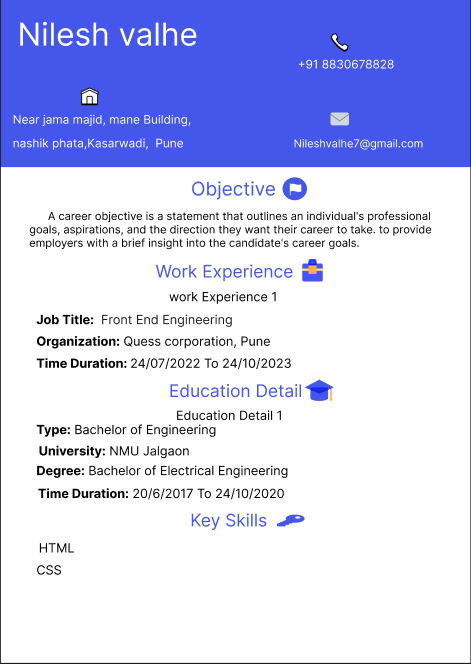 Nilesh valhe
+91 8830678828
Near jama majid, mane Building,
nashik phata,Kasarwadi, Pune
Nileshvalhe7@gmail.com
Objective
A career objective is a statement that outlines an individual's professional
goals, aspirations, and the direction they want their career to take. to provide
employers with a brief insight into the candidate's career goals.
Work Experience
work Experience 1
Job Title: Front End Engineering
Organization: Quess corporation, Pune
Time Duration: 24/07/2022 To 24/10/2023
Education Detail
Education Detail 1
Type: Bachelor of Engineering
University: NMU Jalgaon
Degree: Bachelor of Electrical Engineering
Time Duration: 20/6/2017 To 24/10/2020
Key Skills
HTML
CSS